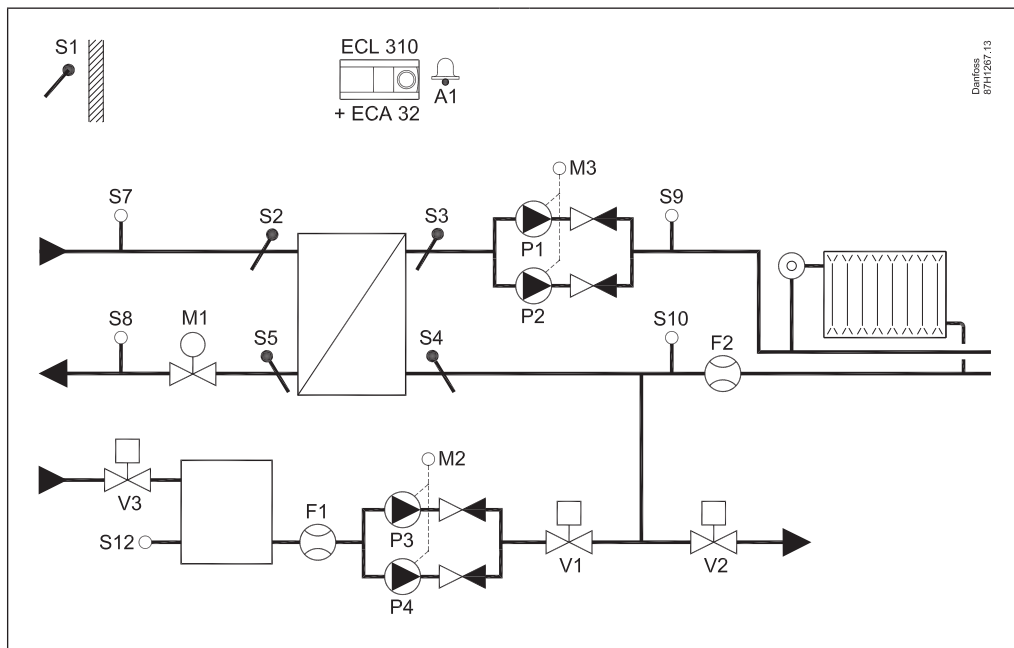 S1
ECL 310
A1
+ ECA 32
Danfoss
87H1267.13
M3
S7
S2
S3
S9
P1
P2
S8
M1
S5
S4
S10
F2
M2
V3
F1
P3
S12
V1
V2
P4